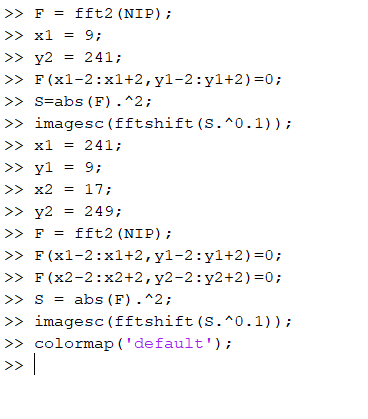 >> F = fft2(NIP);
>> x1 = 9;
>> y2 = 241;
>> F(x1-2:x1+2,y1-2:y1+2)=0;
>> S=abs(F).^2;
>> imagesc(fftshift(S.^0.1));
>> x1 = 241;
>> y1 = 9;
>> x2 = 17;
>> y2 = 249;
>> F = fft2(NIP);
>> F(x1-2:x1+2,y1-2:y1+2)=0;
>> F(x2-2:x2+2,y2-2:y2+2)=0;
>> S = abs(F).^2;
>> imagesc(fftshift(S.^0.1));
>> colormap('default');
>>